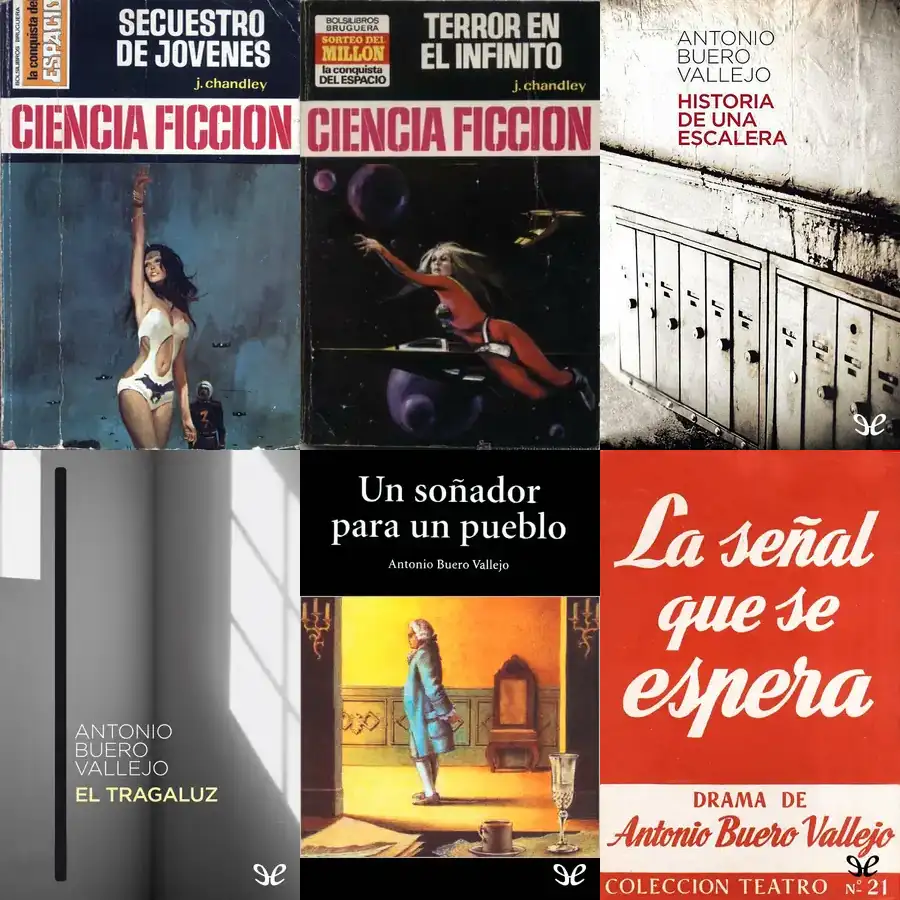 BOLSILIBROS BRUGUERA
la conquista del
ESPACIO
SECUESTRO
DE JOVENES
j. chandley
CIENCIA FICCION
BOLSILIBROS
BRUGUERA
SORTEO DEL
MILLON
la conquista
DEL ESPACIO
TERROR EN
EL INFINITO
j. chandley
CIENCIA FICCION
ANTONIO
BUERO
VALLEJO
HISTORIA
DE UNA
ESCALERA
ANTONIO
BUERO
VALLEJO
EL TRAGALUZ
Un soñador
para un pueblo
Antonio Buero Vallejo
La señal
que se
espera
DRAMA DE
Antonio Buero Vallejo
COLECCION TEATRO Nº 21